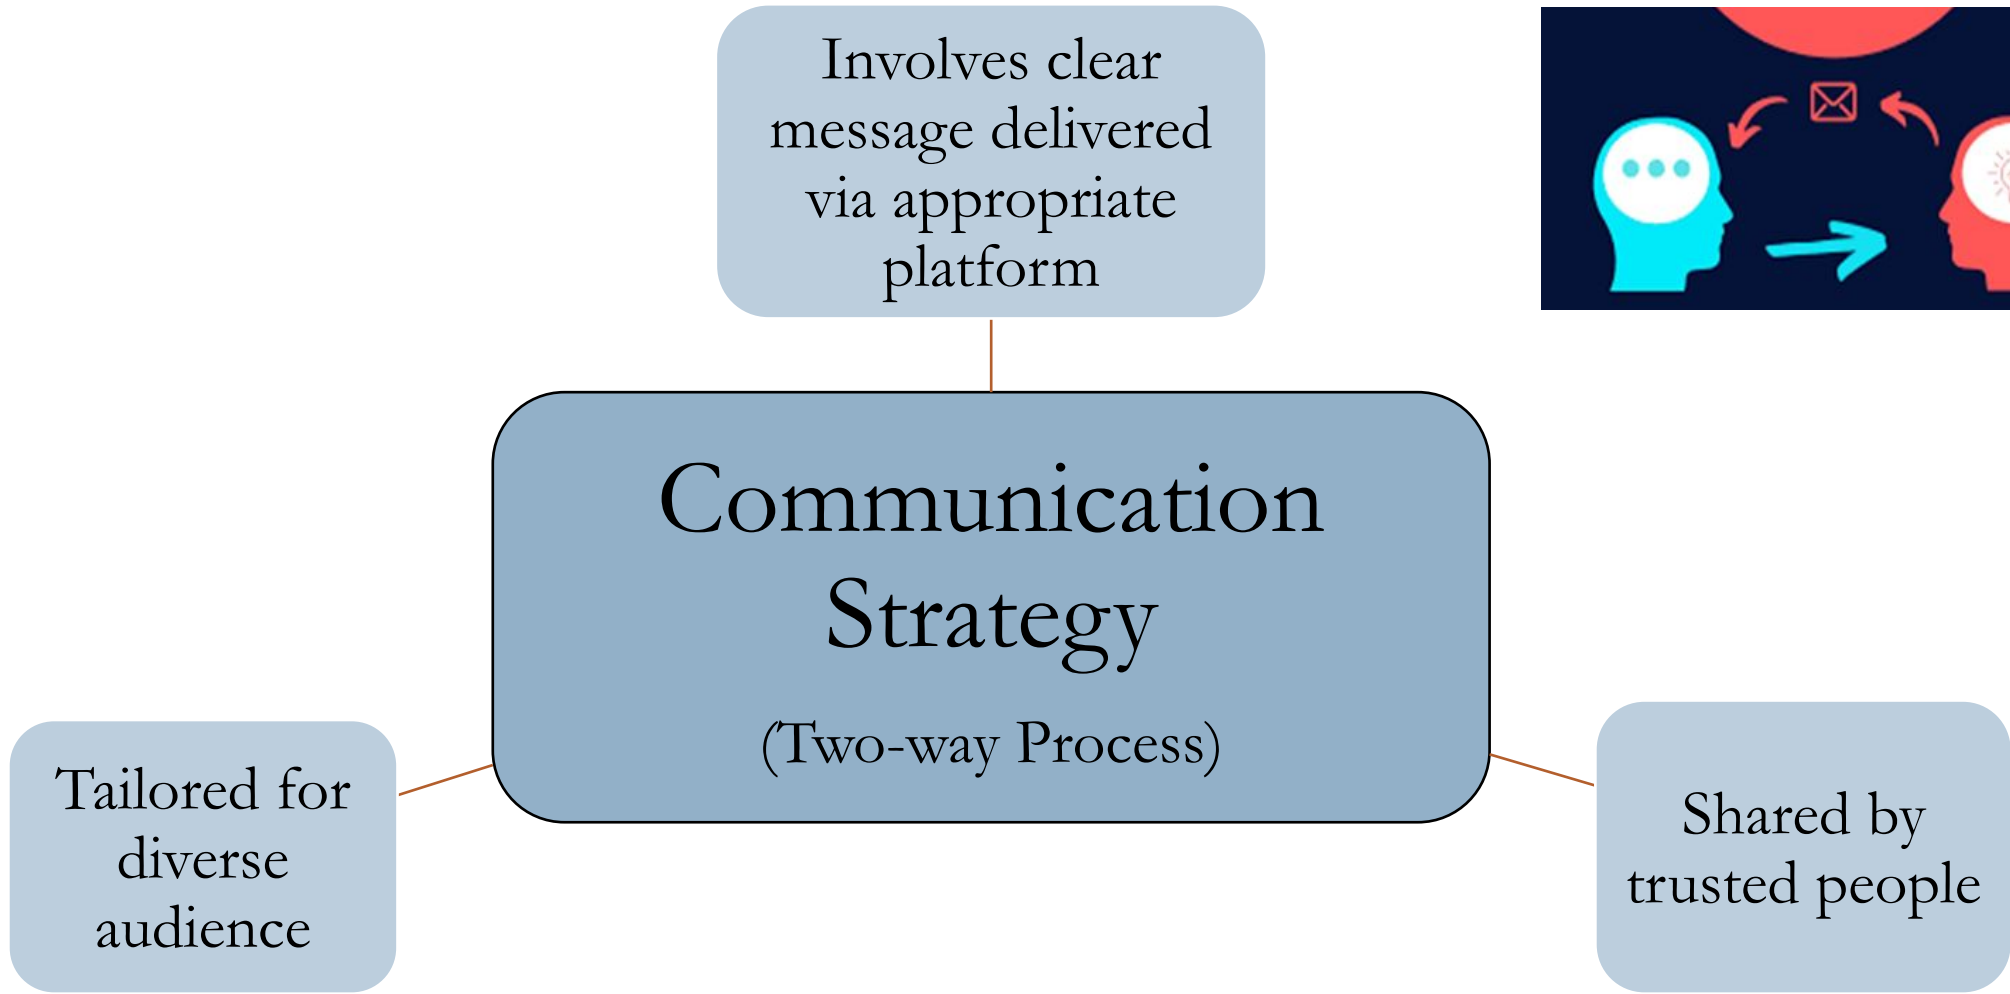 Involves clear
message delivered
via appropriate
platform
Communication
Strategy
(Two-way Process)
Tailored for
diverse
audience
Shared by
trusted people